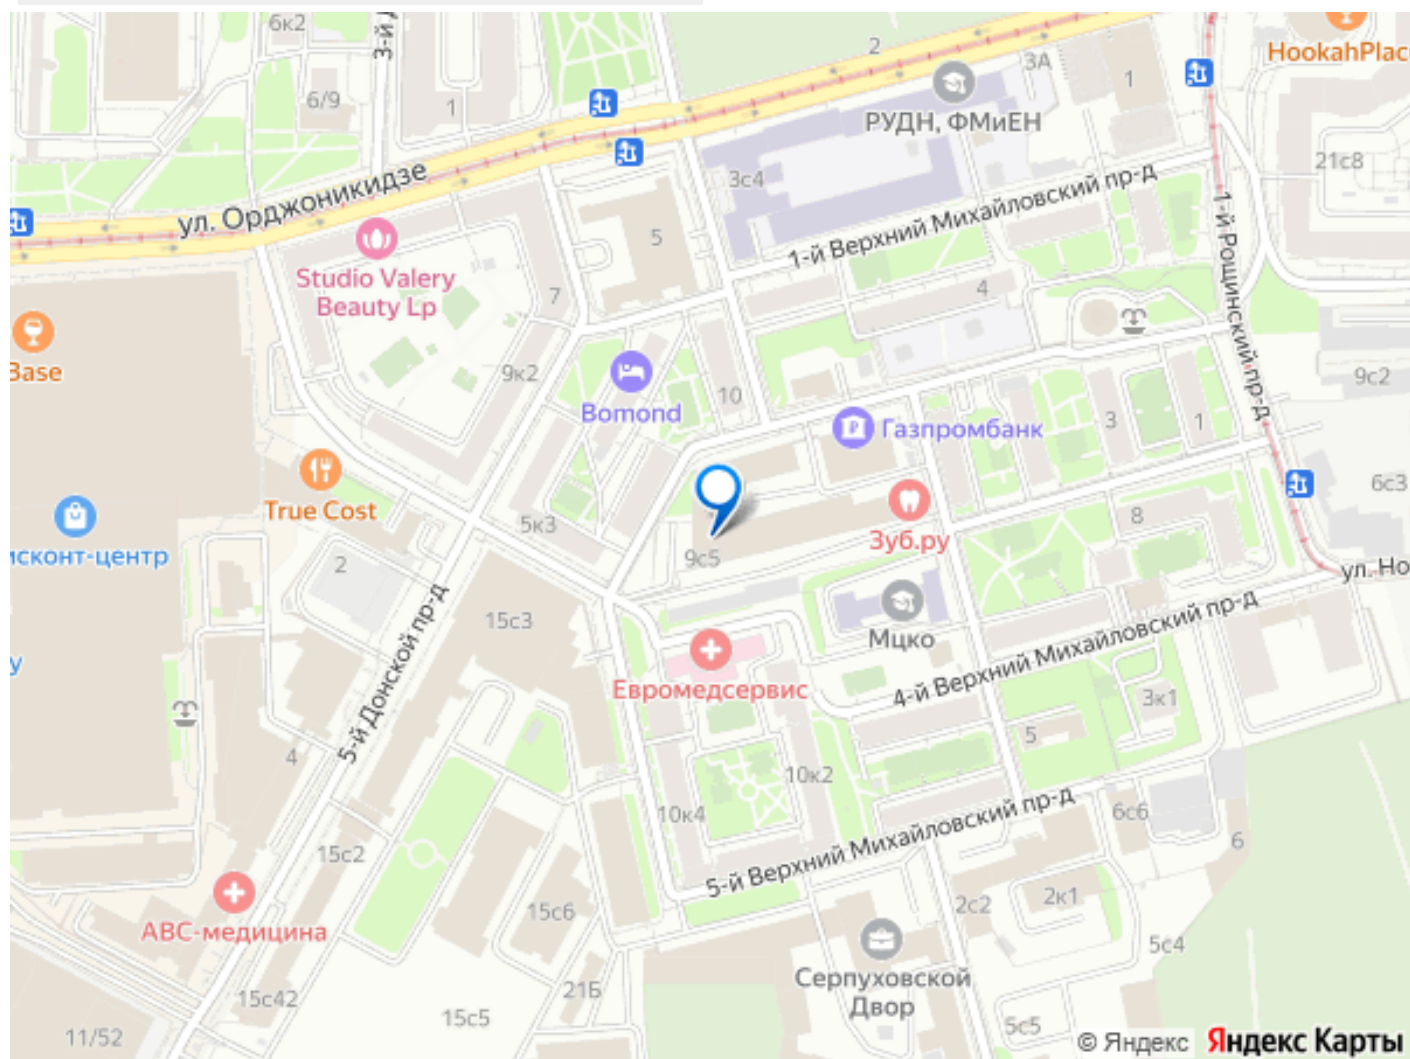 6к2
3-й
2
HookahPlac
6/9
1
3А
1
РУДН, ФМиЕН
21с8
ул. Орджоникидзе
3с4
1-й Верхний Михайловский пр-д
1-й Рощинский пр-д
5
Studio Valery
Beauty Lp
7
4
Base
9к2
10
9с2
Bomond
Газпромбанк
3
1
True Cost
5к3
Зуб.ру
8
6с3
исконт-центр
2
9с5
ул. Но
5-й Донской пр-д
15с3
Мцко
4-й Верхний Михайловский пр-д
у
Евромедсервис
3к1
4
5
10к2
10к4
5-й Верхний Михайловский пр-д
6с6
6
15с2
АВС-медицина
15с6
2с2
2к1
5с4
Серпуховской
Двор
15с42
21Б
15с5
5с5
11/52
© Яндекс Яндекс Карты